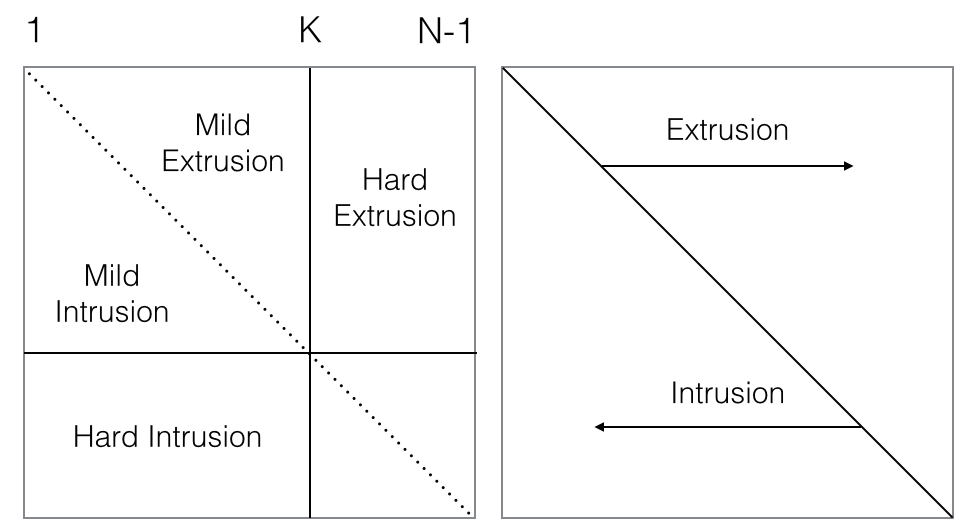 1 K N-1
Mild
Extrusion
Hard
Extrusion
Mild
Intrusion
Hard Intrusion
Extrusion
Intrusion